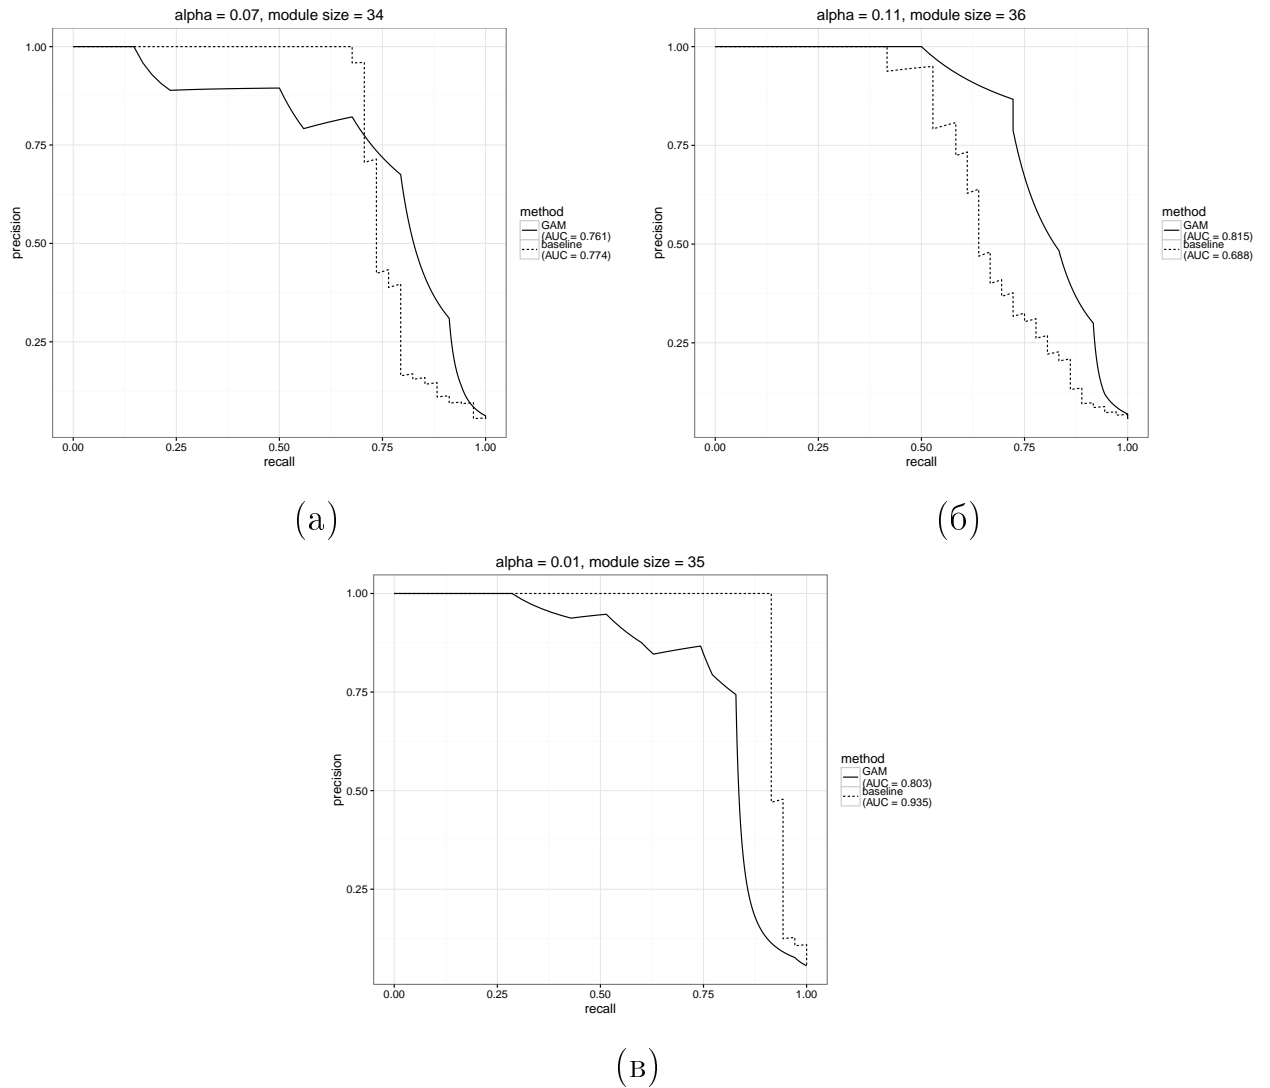 alpha = 0.07, module size = 34
1.00
0.75
0.50
0.25
precision
0.00 0.25 0.50 0.75 1.00
recall
method
GAM
(AUC = 0.761)
baseline
(AUC = 0.774)
(а)
alpha = 0.11, module size = 36
1.00
0.75
0.50
0.25
precision
0.00 0.25 0.50 0.75 1.00
recall
method
GAM
(AUC = 0.815)
baseline
(AUC = 0.688)
(б)
alpha = 0.01, module size = 35
1.00
0.75
0.50
0.25
precision
0.00 0.25 0.50 0.75 1.00
recall
method
GAM
(AUC = 0.803)
baseline
(AUC = 0.935)
(в)